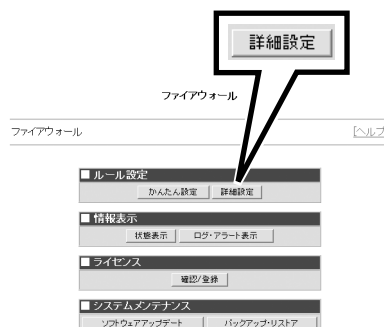 詳細設定
ファイアウォール
ファイアウォール [ヘルプ
■ ルール設定
かんたん設定 詳細設定
■ 情報表示
状態表示 ログ・アラート表示
■ ライセンス
確認/登録
■ システムメンテナンス
ソフトウェアアップデート バックアップ・リストア